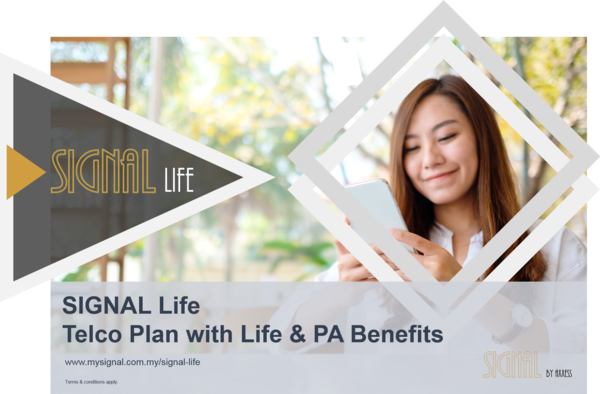 SIGNAL LIFE
SIGNAL Life
Telco Plan with Life & PA Benefits
www.mysignal.com.my/signal-life
SIGNAL BY AXXESS
Terms & conditions apply.